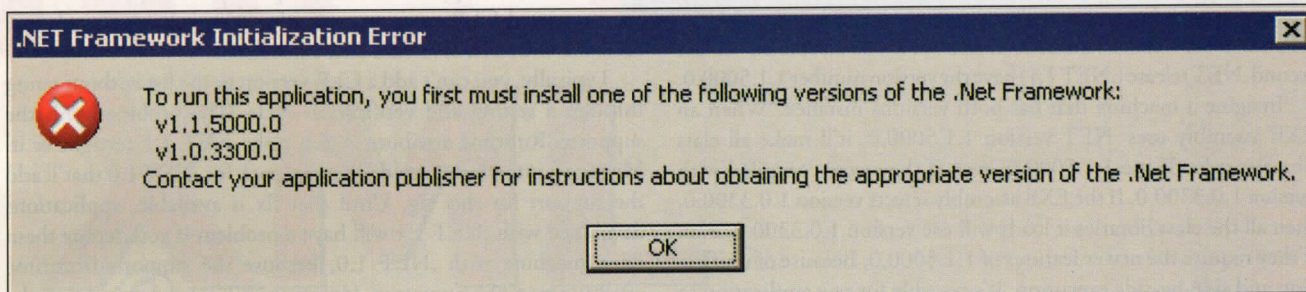 .NET Framework Initialization Error
To run this application, you first must install one of the following versions of the .Net Framework:
v1.1.5000.0
v1.0.3300.0
Contact your application publisher for instructions about obtaining the appropriate version of the .Net Framework.
OK